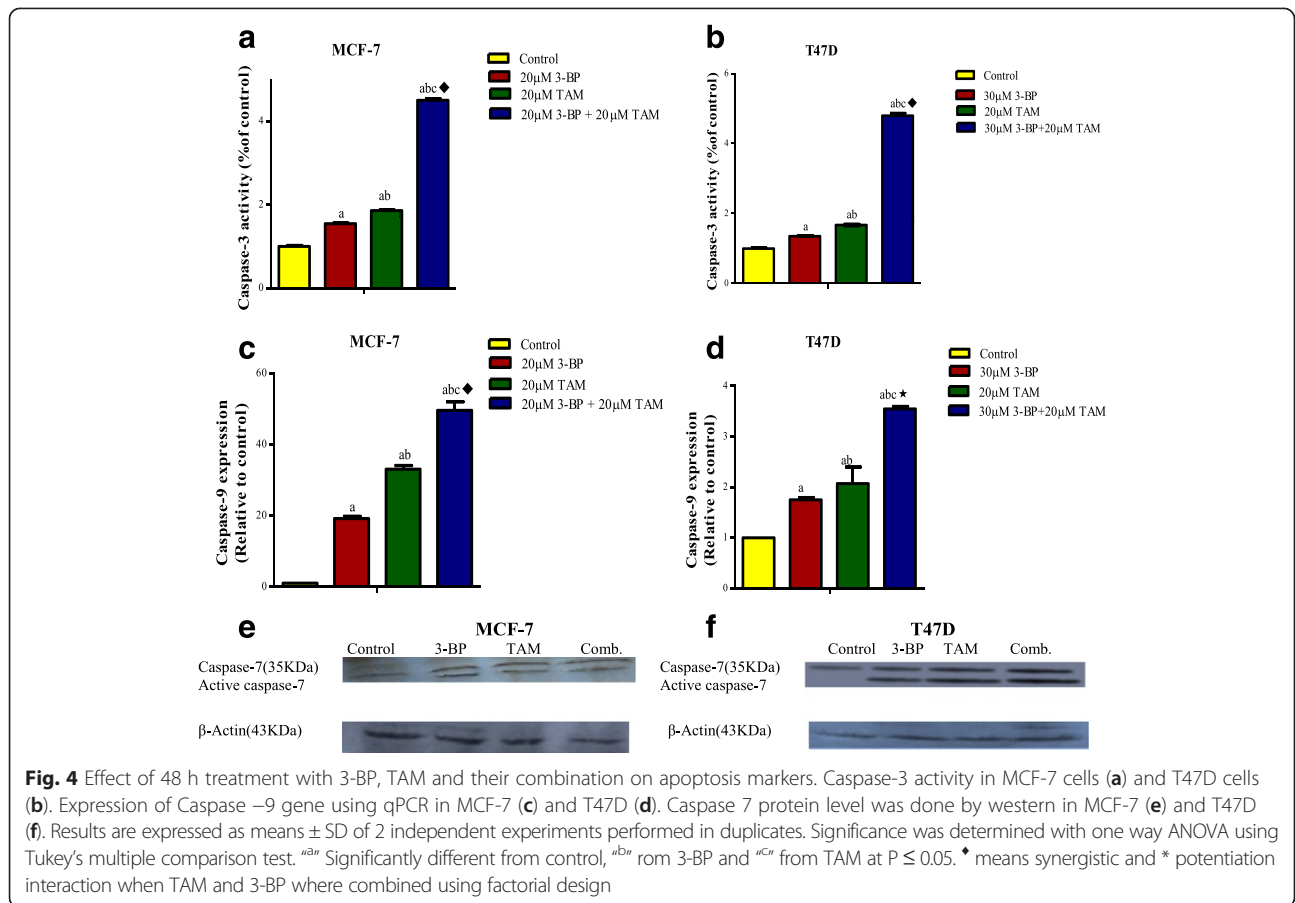 a
MCF-7
Caspase-3 activity (%of control)
4
2
0
a
ab
abc♦
Control
20μM 3-BP
20μM TAM
20μM 3-BP + 20μM TAM
b
T47D
Caspase-3 activity (%of control)
6
4
2
0
a
ab
abc♦
Control
30μM 3-BP
20μM TAM
30μM 3-BP+20μM TAM
c
MCF-7
Caspase-9 expression
(Relative to control)
60
40
20
0
a
ab
abc♦
Control
20μM 3-BP
20μM TAM
20μM 3-BP + 20μM TAM
d
T47D
Caspase-9 expression
(Relative to control)
4
3
2
1
0
a
ab
abc★
Control
30μM 3-BP
20μM TAM
30μM 3-BP+20μM TAM
e
MCF-7
Control 3-BP TAM Comb.
Caspase-7(35KDa)
Active caspase-7
β-Actin(43KDa)
f
T47D
Control 3-BP TAM Comb.
Caspase-7(35KDa)
Active caspase-7
β-Actin(43KDa)
Fig. 4 Effect of 48 h treatment with 3-BP, TAM and their combination on apoptosis markers. Caspase-3 activity in MCF-7 cells (a) and T47D cells
(b). Expression of Caspase −9 gene using qPCR in MCF-7 (c) and T47D (d). Caspase 7 protein level was done by western in MCF-7 (e) and T47D
(f). Results are expressed as means ± SD of 2 independent experiments performed in duplicates. Significance was determined with one way ANOVA using
Tukey's multiple comparison test. "a" Significantly different from control, "b" rom 3-BP and "c" from TAM at P ≤ 0.05. ♦ means synergistic and * potentiation
interaction when TAM and 3-BP where combined using factorial design